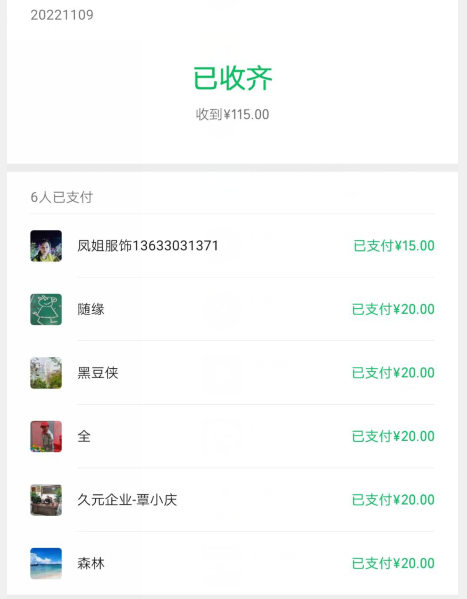 20221109
已收齐
收到¥115.00
6人已支付
凤姐服饰13633031371 已支付¥15.00
随缘 已支付¥20.00
黑豆侠 已支付¥20.00
全 已支付¥20.00
久元企业-覃小庆 已支付¥20.00
森林 已支付¥20.00